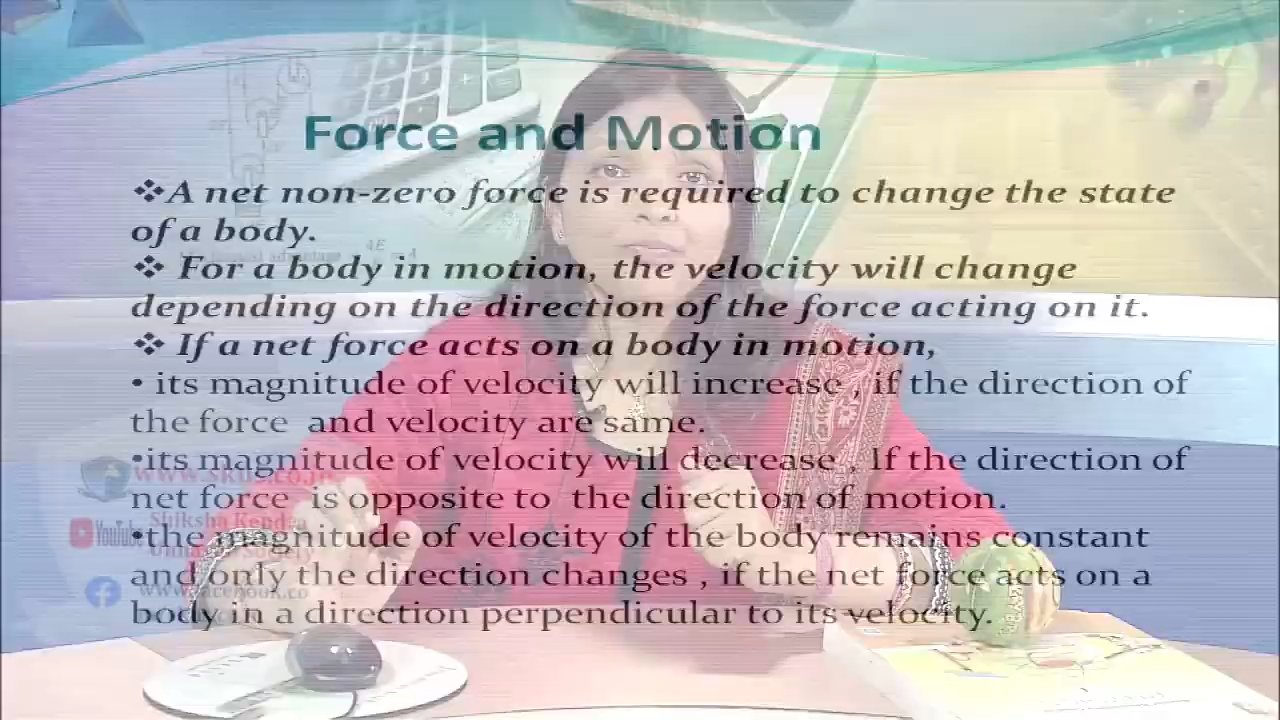 Force and Motion
❖A net non-zero force is required to change the state
of a body.
❖ For a body in motion, the velocity will change
depending on the direction of the force acting on it.
❖ If a net force acts on a body in motion,
• its magnitude of velocity will increase , if the direction of
the force and velocity are same.
•its magnitude of velocity will decrease , If the direction of
net force is opposite to the direction of motion.
•the magnitude of velocity of the body remains constant
and only the direction changes , if the net force acts on a
body in a direction perpendicular to its velocity.
YouTube
Shiksha Kendra